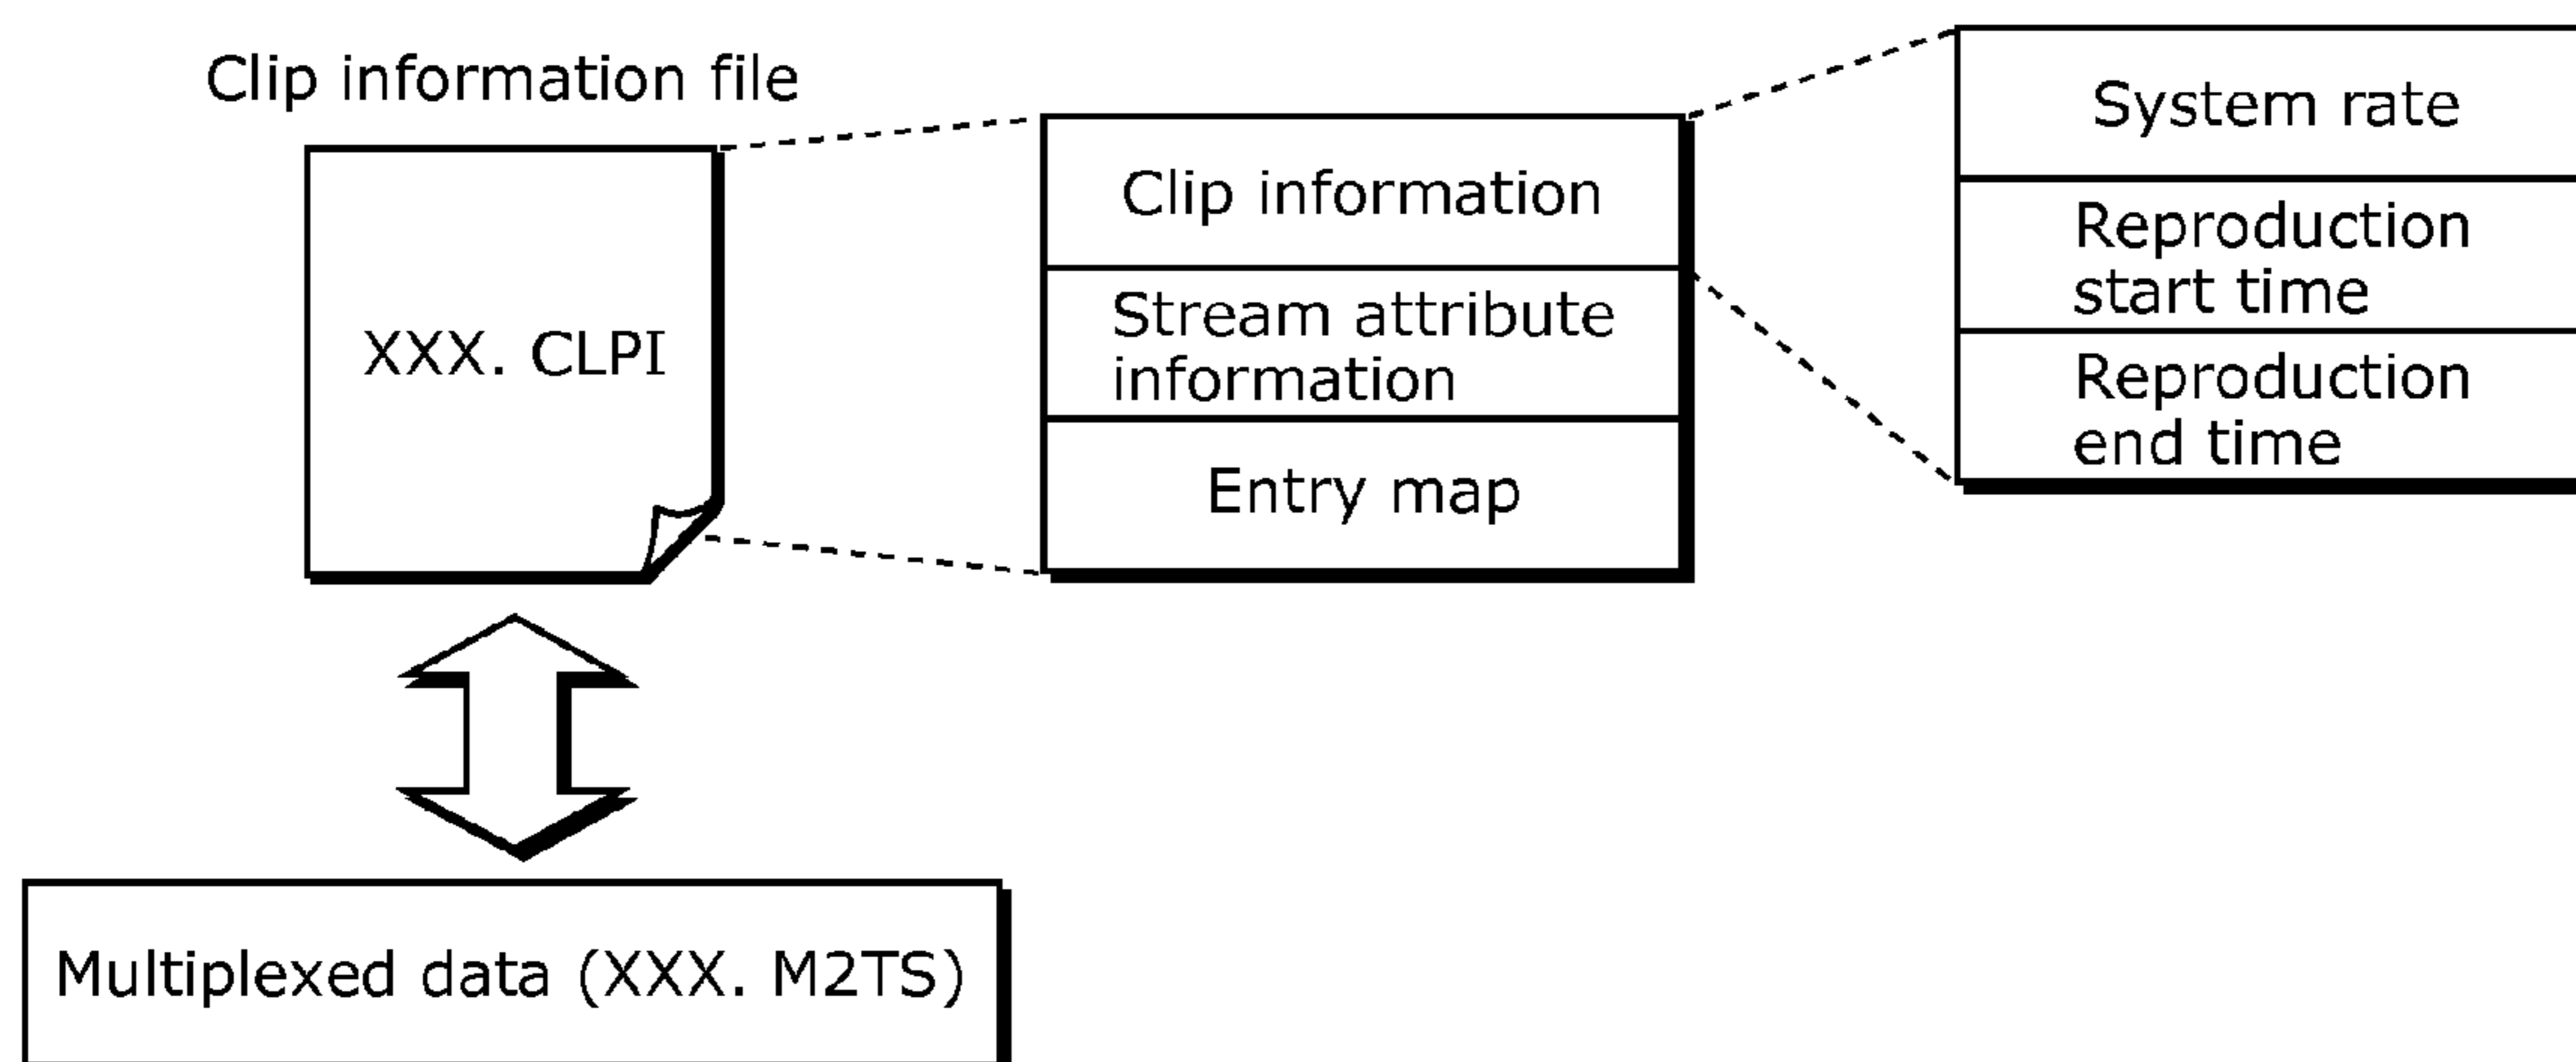 Clip information file
XXX. CLPI
Clip information
Stream attribute
information
Entry map
System rate
Reproduction
start time
Reproduction
end time
Multiplexed data (XXX. M2TS)